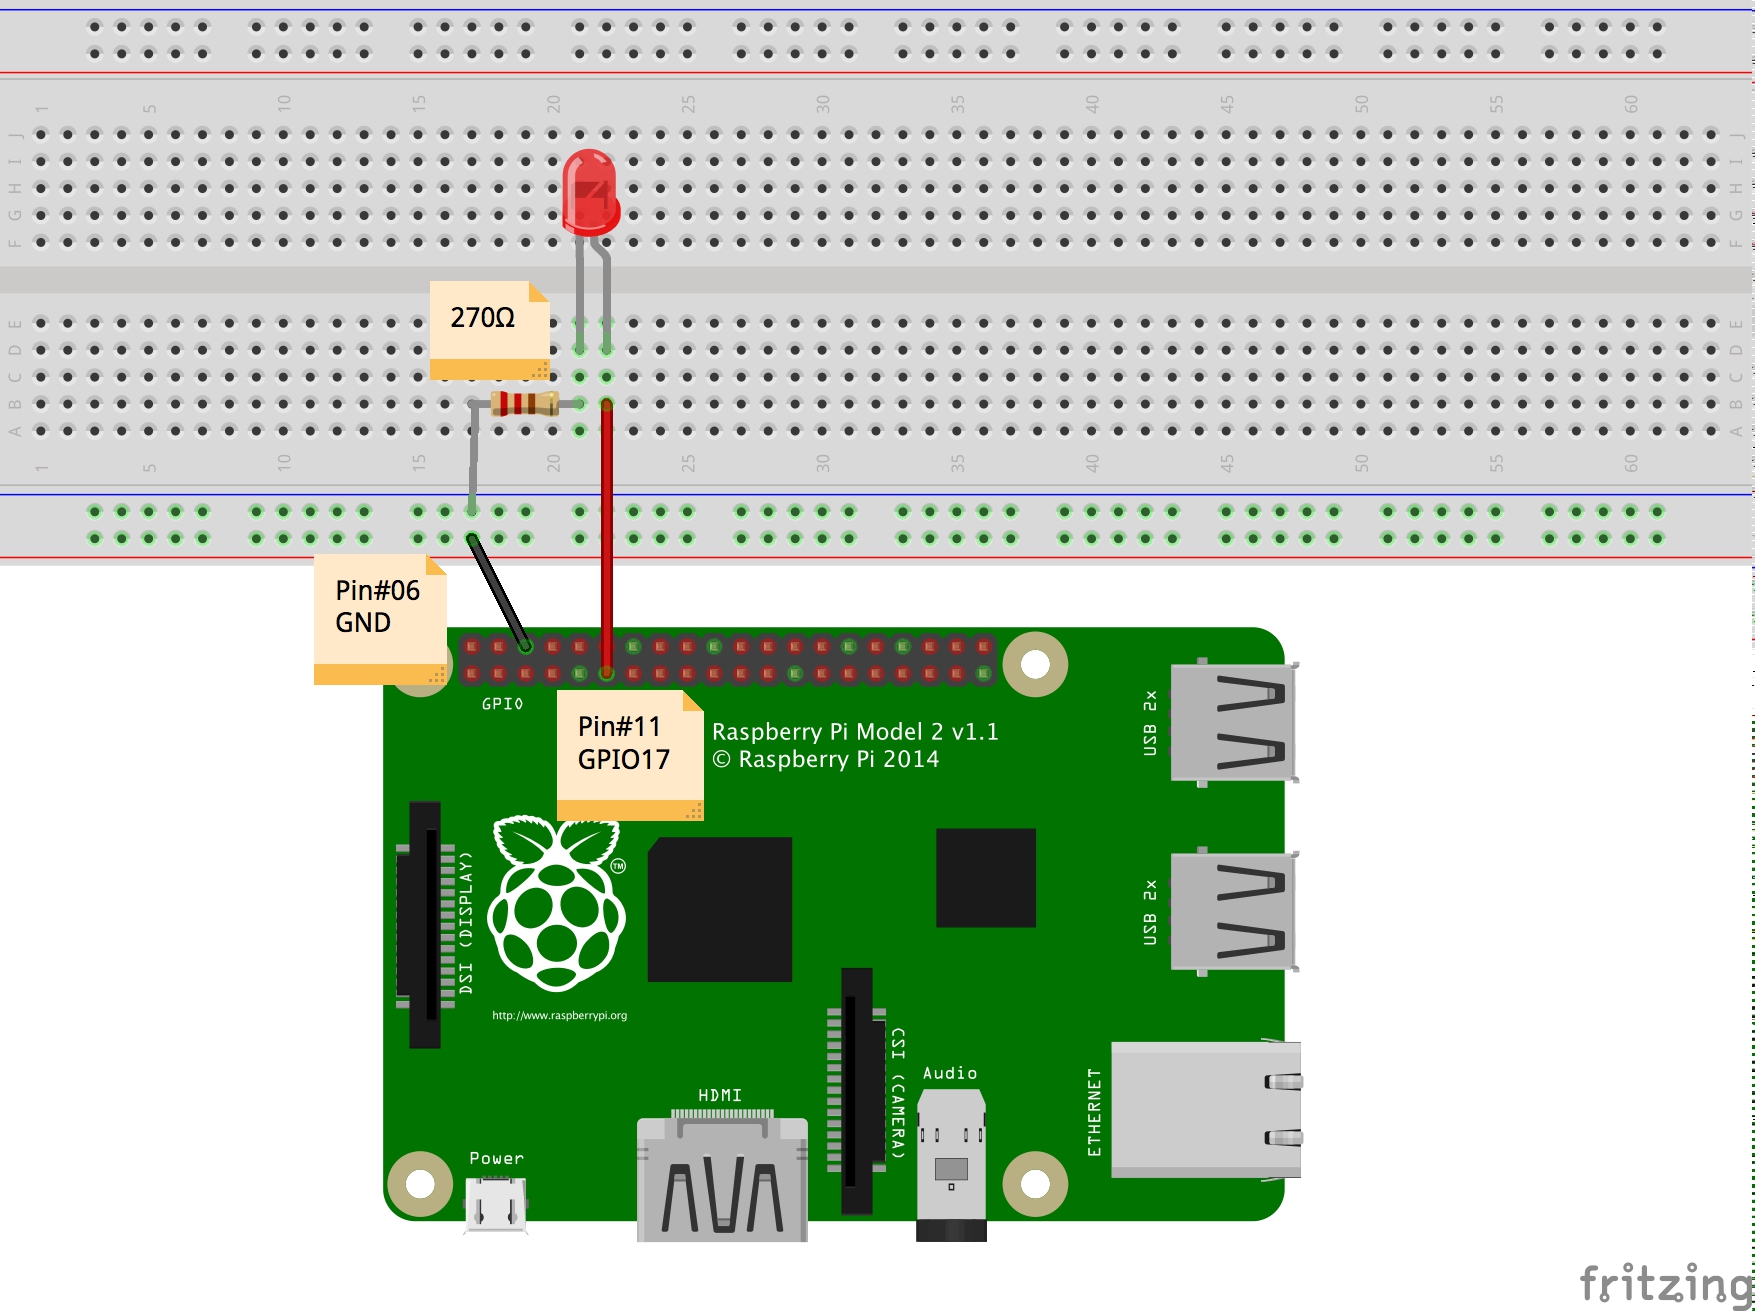 1 5 10 15 20 25 30 35 40 45 50 55 60
J J
I I
H H
G G
F F
270Ω
E E
D D
C C
B B
A A
1 5 10 15 20 25 30 35 40 45 50 55 60
Pin#06
GND
GPIO
Pin#11
GPIO17
Raspberry Pi Model 2 v1.1
© Raspberry Pi 2014
USB 2x
TM
DSI (DISPLAY)
USB 2x
http://www.raspberrypi.org
CSI (CAMERA)
Audio
ETHERNET
HDMI
Power
fritzing